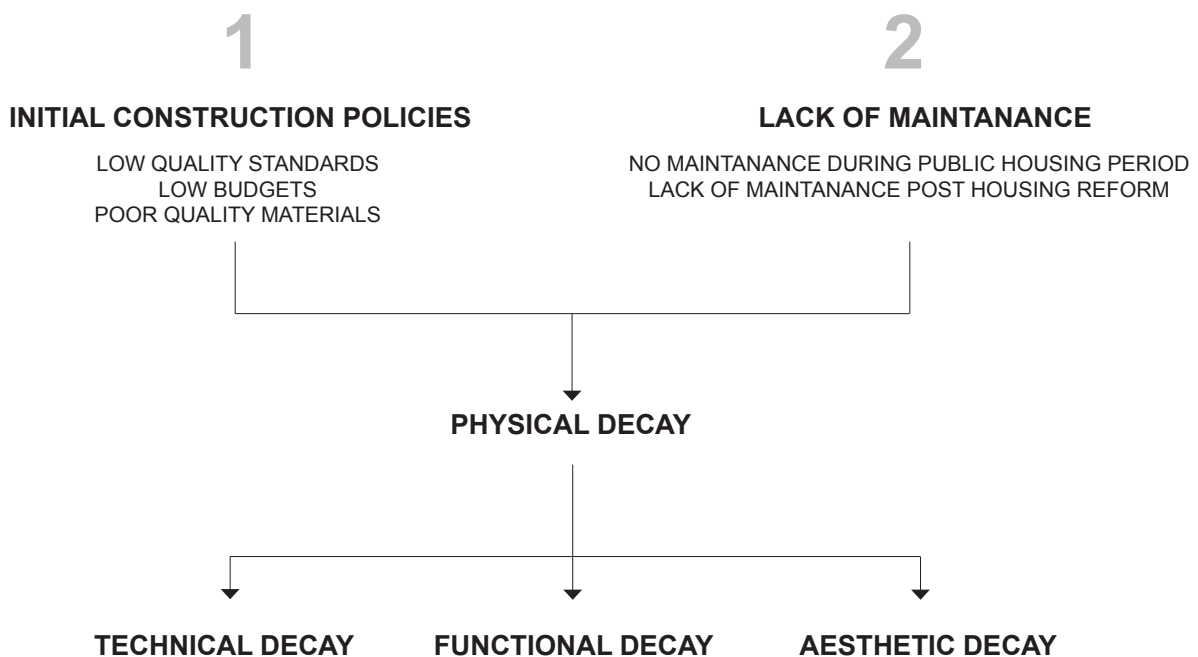 1
INITIAL CONSTRUCTION POLICIES
LOW QUALITY STANDARDS
LOW BUDGETS
POOR QUALITY MATERIALS
2
LACK OF MAINTANANCE
NO MAINTANANCE DURING PUBLIC HOUSING PERIOD
LACK OF MAINTANANCE POST HOUSING REFORM
PHYSICAL DECAY
TECHNICAL DECAY
FUNCTIONAL DECAY
AESTHETIC DECAY